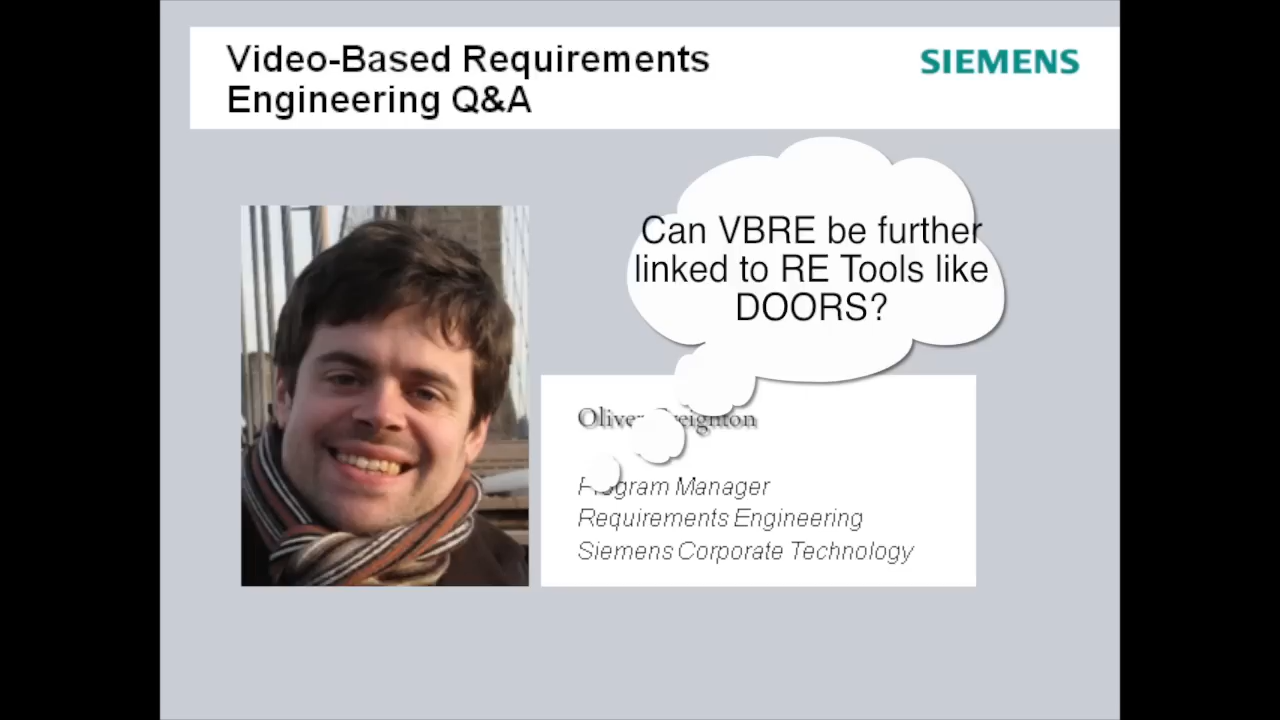 Video-Based Requirements
Engineering Q&A
SIEMENS
Can VBRE be further
linked to RE Tools like
DOORS?
Requirements Engineering
Siemens Corporate Technology
Manager